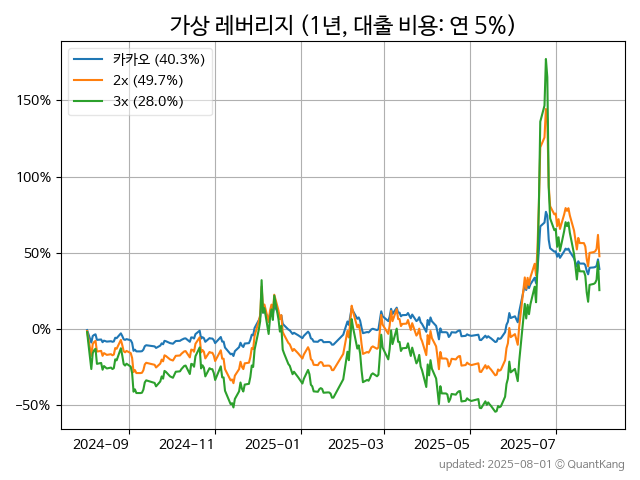 가상 레버리지 (1년, 대출 비용: 연 5%)
카카오 (40.3%)
2x (49.7%)
3x (28.0%)
150%
100%
50%
0%
−50%
2024-09 2024-11 2025-01 2025-03 2025-05 2025-07
updated: 2025-08-01 © QuantKang